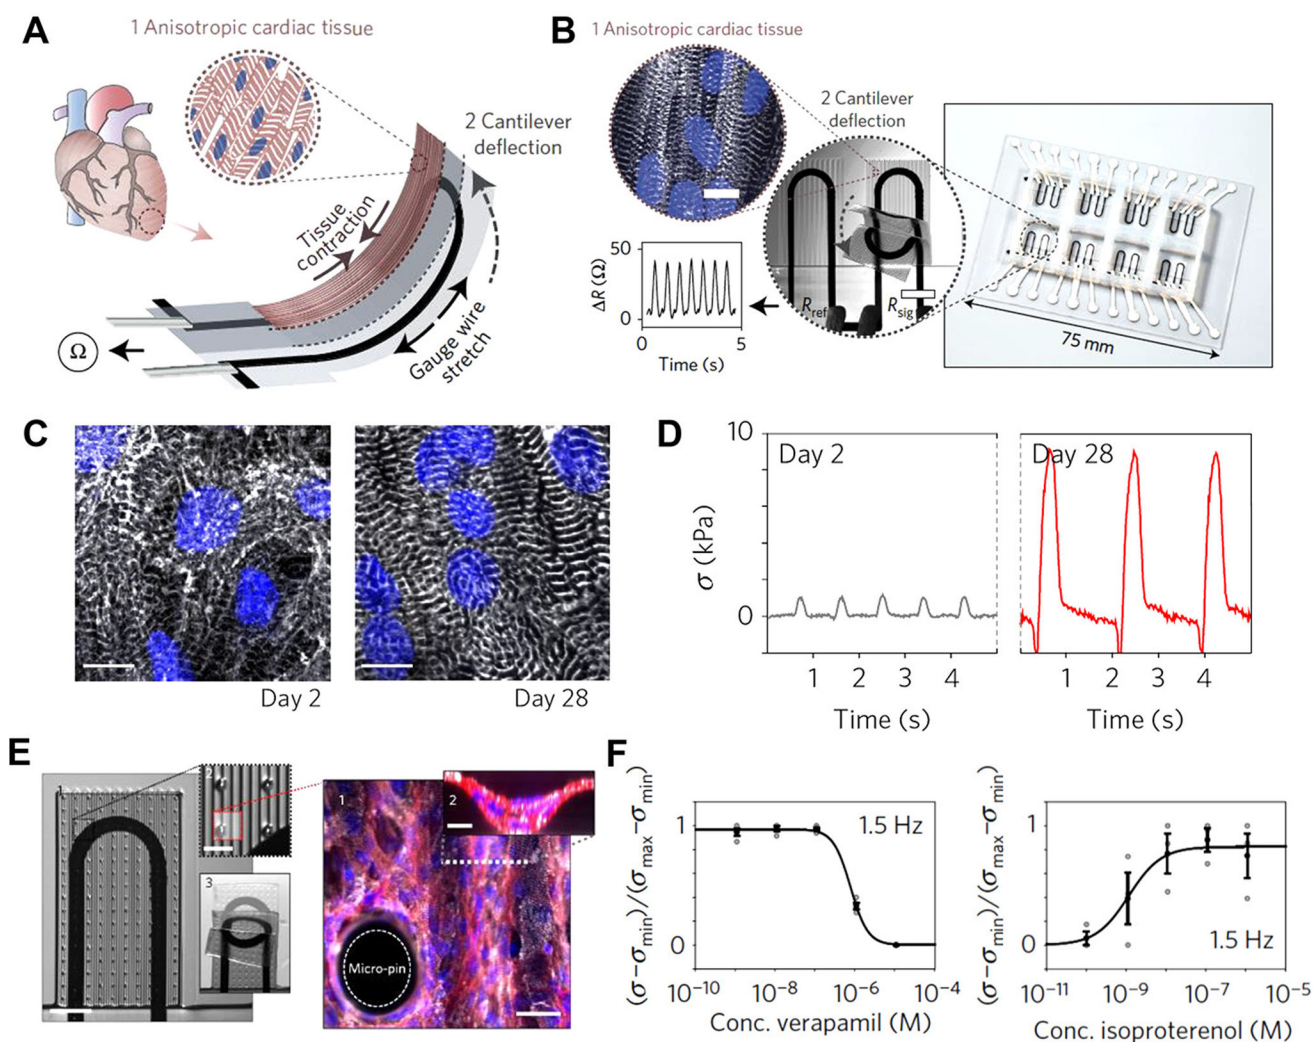 A
1 Anisotropic cardiac tissue
2 Cantilever
deflection
Tissue
contraction
Gauge wire
stretch
Ω
B
1 Anisotropic cardiac tissue
2 Cantilever
deflection
50
0
ΔR (Ω)
0
5
Time (s)
Rref
Rsig
75 mm
C
Day 2
Day 28
D
10
0
σ (kPa)
Day 2
1 2 3 4
Time (s)
Day 28
1 2 3 4
Time (s)
E
1
2
3
1
2
Micro-pin
F
(σ−σmin)/(σmax−σmin)
1
0
1.5 Hz
10⁻¹⁰ 10⁻⁸ 10⁻⁶ 10⁻⁴
Conc. verapamil (M)
(σ−σmin)/(σmax−σmin)
1
0
1.5 Hz
10⁻¹¹ 10⁻⁹ 10⁻⁷ 10⁻⁵
Conc. isoproterenol (M)